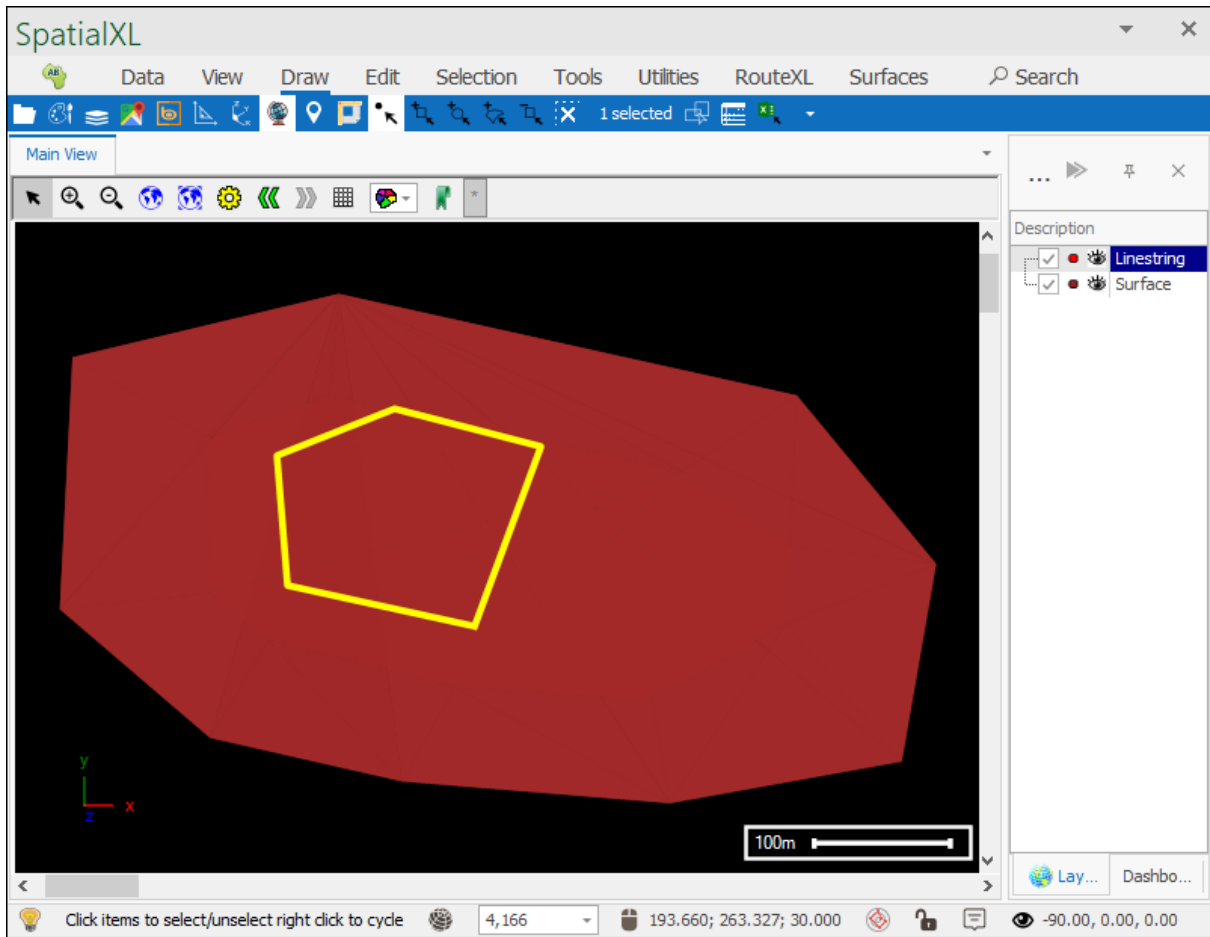 SpatialXL
AB Data View Draw Edit Selection Tools Utilities RouteXL Surfaces Search
1 selected
Main View
...
*
Description
Linestring
Surface
y
x
z
100m
Lay... Dashbo...
Click items to select/unselect right click to cycle 4,166 193.660; 263.327; 30.000 -90.00, 0.00, 0.00